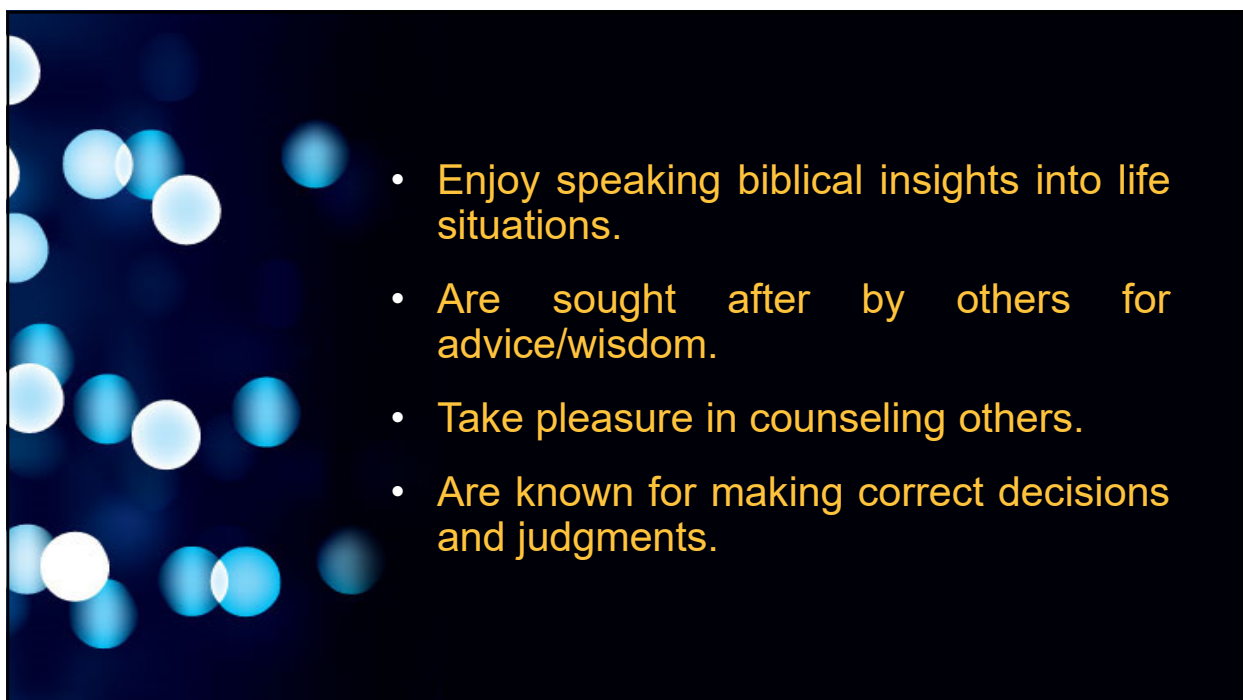 • Enjoy speaking biblical insights into life
situations.
• Are sought after by others for
advice/wisdom.
• Take pleasure in counseling others.
• Are known for making correct decisions
and judgments.